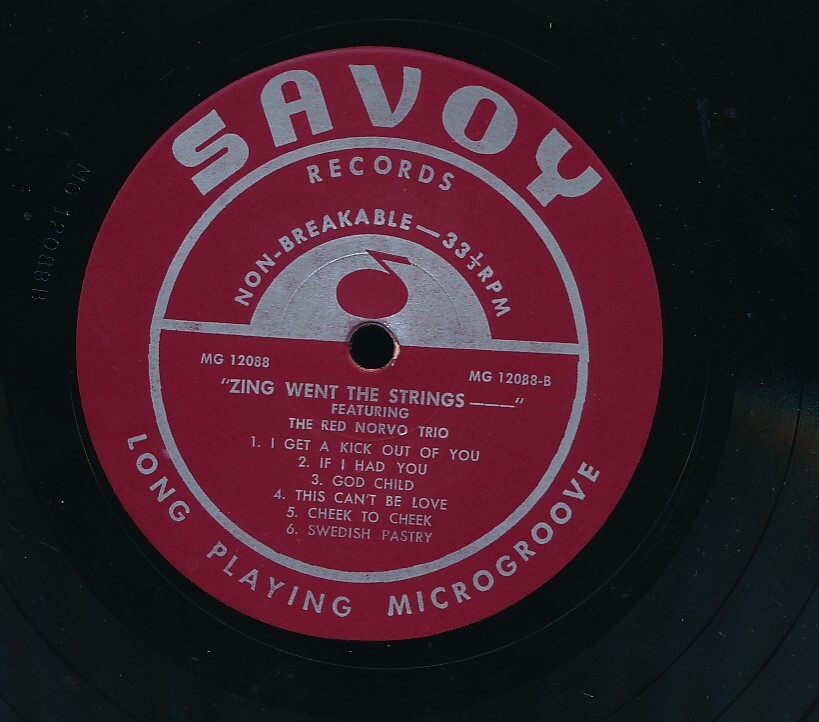 SAVOY
RECORDS
NON-BREAKABLE—33⅓RPM
MG 12088
MG 12088-B
"ZING WENT THE STRINGS ———"
FEATURING
THE RED NORVO TRIO
1. I GET A KICK OUT OF YOU
2. IF I HAD YOU
3. GOD CHILD
4. THIS CAN'T BE LOVE
5. CHEEK TO CHEEK
6. SWEDISH PASTRY
LONG PLAYING MICROGROOVE
MG 12088B